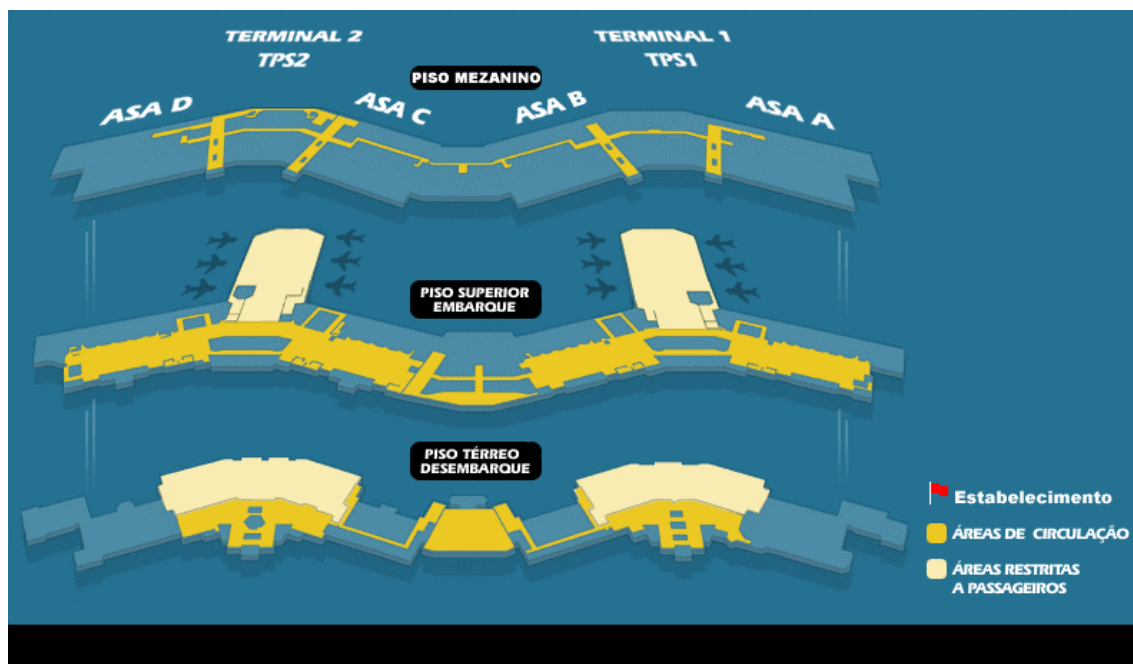 TERMINAL 2
TPS2
TERMINAL 1
TPS1
PISO MEZANINO
ASA D
ASA C
ASA B
ASA A
PISO SUPERIOR
EMBARQUE
PISO TÉRREO
DESEMBARQUE
Estabelecimento
ÁREAS DE CIRCULAÇÃO
ÁREAS RESTRITAS
A PASSAGEIROS